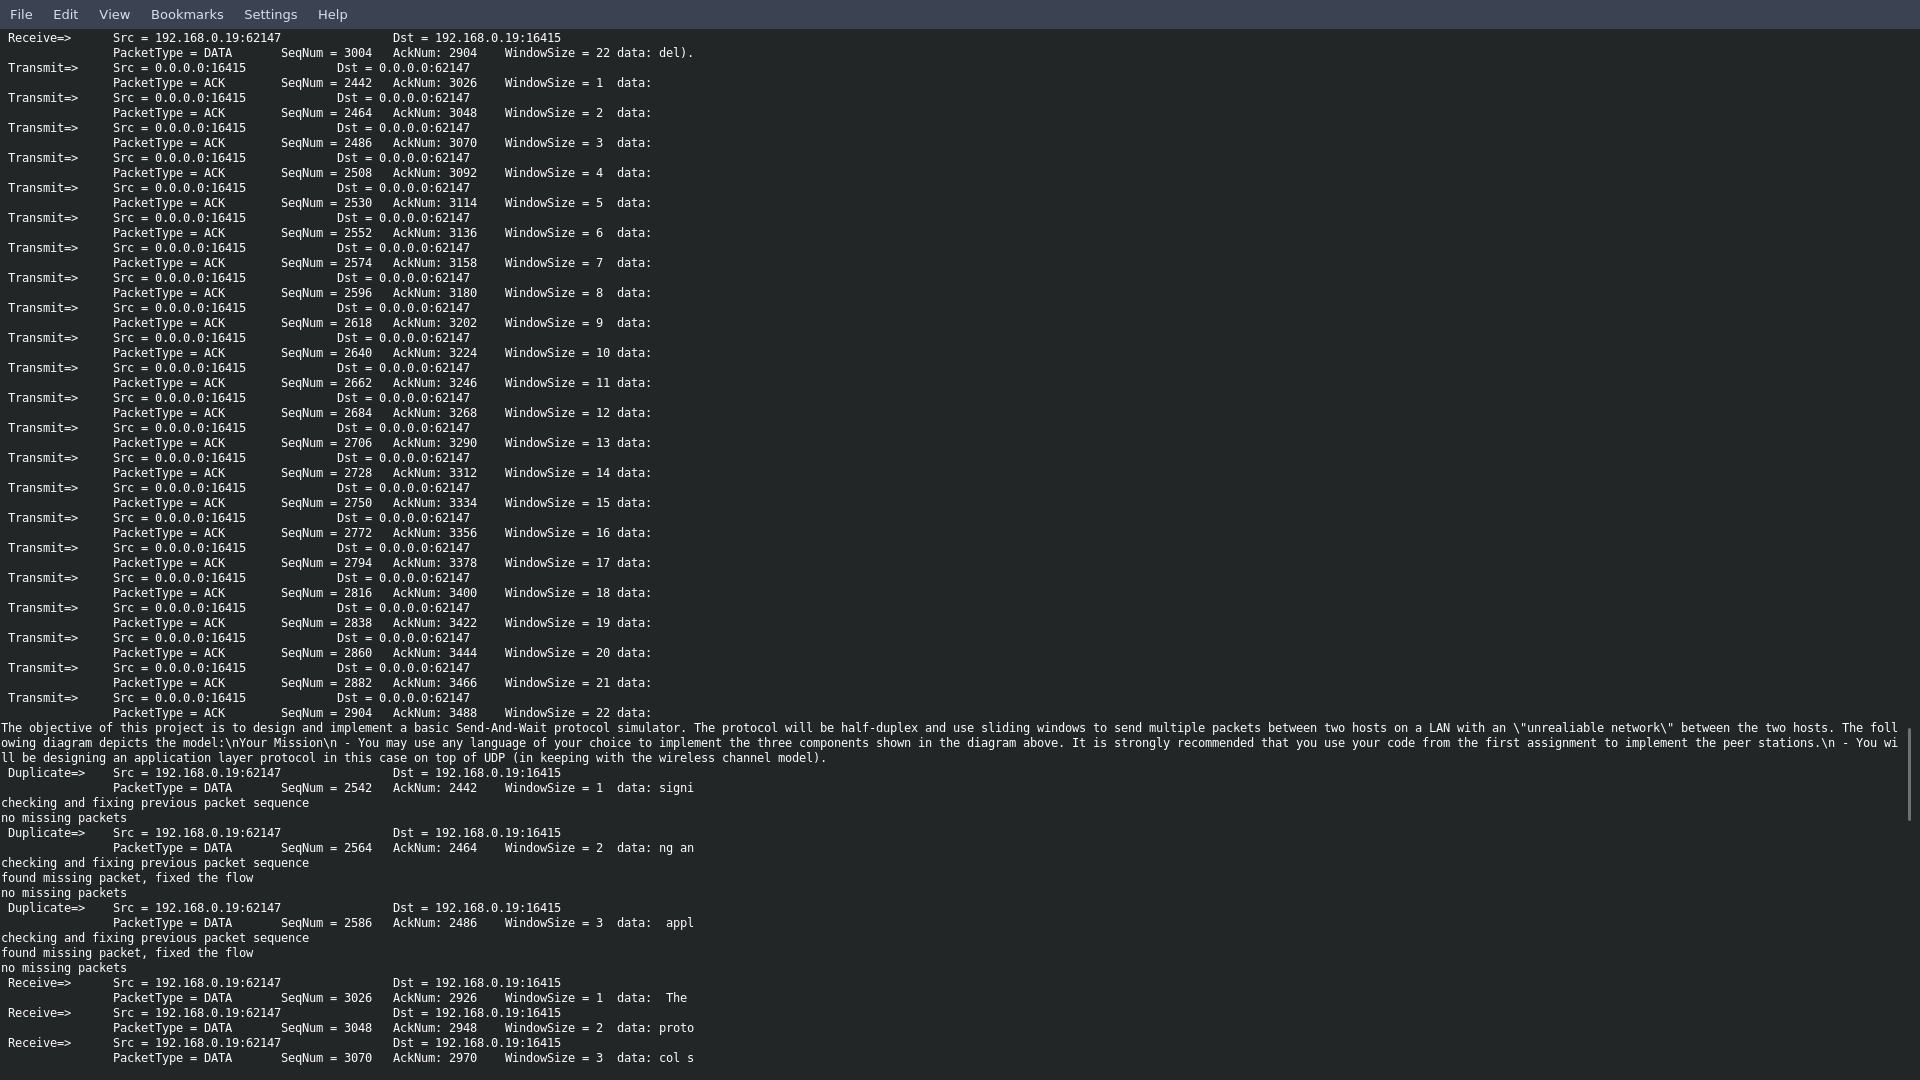 File Edit View Bookmarks Settings Help
Receive=> Src = 192.168.0.19:62147 Dst = 192.168.0.19:16415
PacketType = DATA SeqNum = 3004 AckNum: 2904 WindowSize = 22 data: del).
Transmit=> Src = 0.0.0.0:16415 Dst = 0.0.0.0:62147
PacketType = ACK SeqNum = 2442 AckNum: 3026 WindowSize = 1 data:
Transmit=> Src = 0.0.0.0:16415 Dst = 0.0.0.0:62147
PacketType = ACK SeqNum = 2464 AckNum: 3048 WindowSize = 2 data:
Transmit=> Src = 0.0.0.0:16415 Dst = 0.0.0.0:62147
PacketType = ACK SeqNum = 2486 AckNum: 3070 WindowSize = 3 data:
Transmit=> Src = 0.0.0.0:16415 Dst = 0.0.0.0:62147
PacketType = ACK SeqNum = 2508 AckNum: 3092 WindowSize = 4 data:
Transmit=> Src = 0.0.0.0:16415 Dst = 0.0.0.0:62147
PacketType = ACK SeqNum = 2530 AckNum: 3114 WindowSize = 5 data:
Transmit=> Src = 0.0.0.0:16415 Dst = 0.0.0.0:62147
PacketType = ACK SeqNum = 2552 AckNum: 3136 WindowSize = 6 data:
Transmit=> Src = 0.0.0.0:16415 Dst = 0.0.0.0:62147
PacketType = ACK SeqNum = 2574 AckNum: 3158 WindowSize = 7 data:
Transmit=> Src = 0.0.0.0:16415 Dst = 0.0.0.0:62147
PacketType = ACK SeqNum = 2596 AckNum: 3180 WindowSize = 8 data:
Transmit=> Src = 0.0.0.0:16415 Dst = 0.0.0.0:62147
PacketType = ACK SeqNum = 2618 AckNum: 3202 WindowSize = 9 data:
Transmit=> Src = 0.0.0.0:16415 Dst = 0.0.0.0:62147
PacketType = ACK SeqNum = 2640 AckNum: 3224 WindowSize = 10 data:
Transmit=> Src = 0.0.0.0:16415 Dst = 0.0.0.0:62147
PacketType = ACK SeqNum = 2662 AckNum: 3246 WindowSize = 11 data:
Transmit=> Src = 0.0.0.0:16415 Dst = 0.0.0.0:62147
PacketType = ACK SeqNum = 2684 AckNum: 3268 WindowSize = 12 data:
Transmit=> Src = 0.0.0.0:16415 Dst = 0.0.0.0:62147
PacketType = ACK SeqNum = 2706 AckNum: 3290 WindowSize = 13 data:
Transmit=> Src = 0.0.0.0:16415 Dst = 0.0.0.0:62147
PacketType = ACK SeqNum = 2728 AckNum: 3312 WindowSize = 14 data:
Transmit=> Src = 0.0.0.0:16415 Dst = 0.0.0.0:62147
PacketType = ACK SeqNum = 2750 AckNum: 3334 WindowSize = 15 data:
Transmit=> Src = 0.0.0.0:16415 Dst = 0.0.0.0:62147
PacketType = ACK SeqNum = 2772 AckNum: 3356 WindowSize = 16 data:
Transmit=> Src = 0.0.0.0:16415 Dst = 0.0.0.0:62147
PacketType = ACK SeqNum = 2794 AckNum: 3378 WindowSize = 17 data:
Transmit=> Src = 0.0.0.0:16415 Dst = 0.0.0.0:62147
PacketType = ACK SeqNum = 2816 AckNum: 3400 WindowSize = 18 data:
Transmit=> Src = 0.0.0.0:16415 Dst = 0.0.0.0:62147
PacketType = ACK SeqNum = 2838 AckNum: 3422 WindowSize = 19 data:
Transmit=> Src = 0.0.0.0:16415 Dst = 0.0.0.0:62147
PacketType = ACK SeqNum = 2860 AckNum: 3444 WindowSize = 20 data:
Transmit=> Src = 0.0.0.0:16415 Dst = 0.0.0.0:62147
PacketType = ACK SeqNum = 2882 AckNum: 3466 WindowSize = 21 data:
Transmit=> Src = 0.0.0.0:16415 Dst = 0.0.0.0:62147
PacketType = ACK SeqNum = 2904 AckNum: 3488 WindowSize = 22 data:
The objective of this project is to design and implement a basic Send-And-Wait protocol simulator. The protocol will be half-duplex and use sliding windows to send multiple packets between two hosts on a LAN with an \"unrealiable network\" between the two hosts. The foll
owing diagram depicts the model:\nYour Mission\n - You may use any language of your choice to implement the three components shown in the diagram above. It is strongly recommended that you use your code from the first assignment to implement the peer stations.\n - You wi
ll be designing an application layer protocol in this case on top of UDP (in keeping with the wireless channel model).
Duplicate=> Src = 192.168.0.19:62147 Dst = 192.168.0.19:16415
PacketType = DATA SeqNum = 2542 AckNum: 2442 WindowSize = 1 data: signi
checking and fixing previous packet sequence
no missing packets
Duplicate=> Src = 192.168.0.19:62147 Dst = 192.168.0.19:16415
PacketType = DATA SeqNum = 2564 AckNum: 2464 WindowSize = 2 data: ng an
checking and fixing previous packet sequence
found missing packet, fixed the flow
no missing packets
Duplicate=> Src = 192.168.0.19:62147 Dst = 192.168.0.19:16415
PacketType = DATA SeqNum = 2586 AckNum: 2486 WindowSize = 3 data:  appl
checking and fixing previous packet sequence
found missing packet, fixed the flow
no missing packets
Receive=> Src = 192.168.0.19:62147 Dst = 192.168.0.19:16415
PacketType = DATA SeqNum = 3026 AckNum: 2926 WindowSize = 1 data:  The
Receive=> Src = 192.168.0.19:62147 Dst = 192.168.0.19:16415
PacketType = DATA SeqNum = 3048 AckNum: 2948 WindowSize = 2 data: proto
Receive=> Src = 192.168.0.19:62147 Dst = 192.168.0.19:16415
PacketType = DATA SeqNum = 3070 AckNum: 2970 WindowSize = 3 data: col s